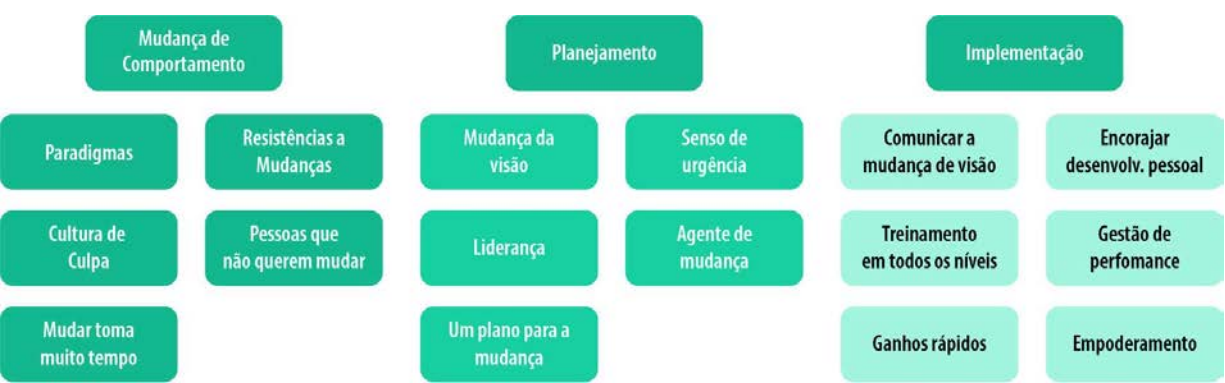 Mudança de
Comportamento
Paradigmas
Resistências a
Mudanças
Cultura de
Culpa
Pessoas que
não querem mudar
Mudar toma
muito tempo
Planejamento
Mudança da
visão
Senso de
urgência
Liderança
Agente de
mudança
Um plano para a
mudança
Implementação
Comunicar a
mudança de visão
Encorajar
desenvolv. pessoal
Treinamento
em todos os níveis
Gestão de
perfomance
Ganhos rápidos
Empoderamento